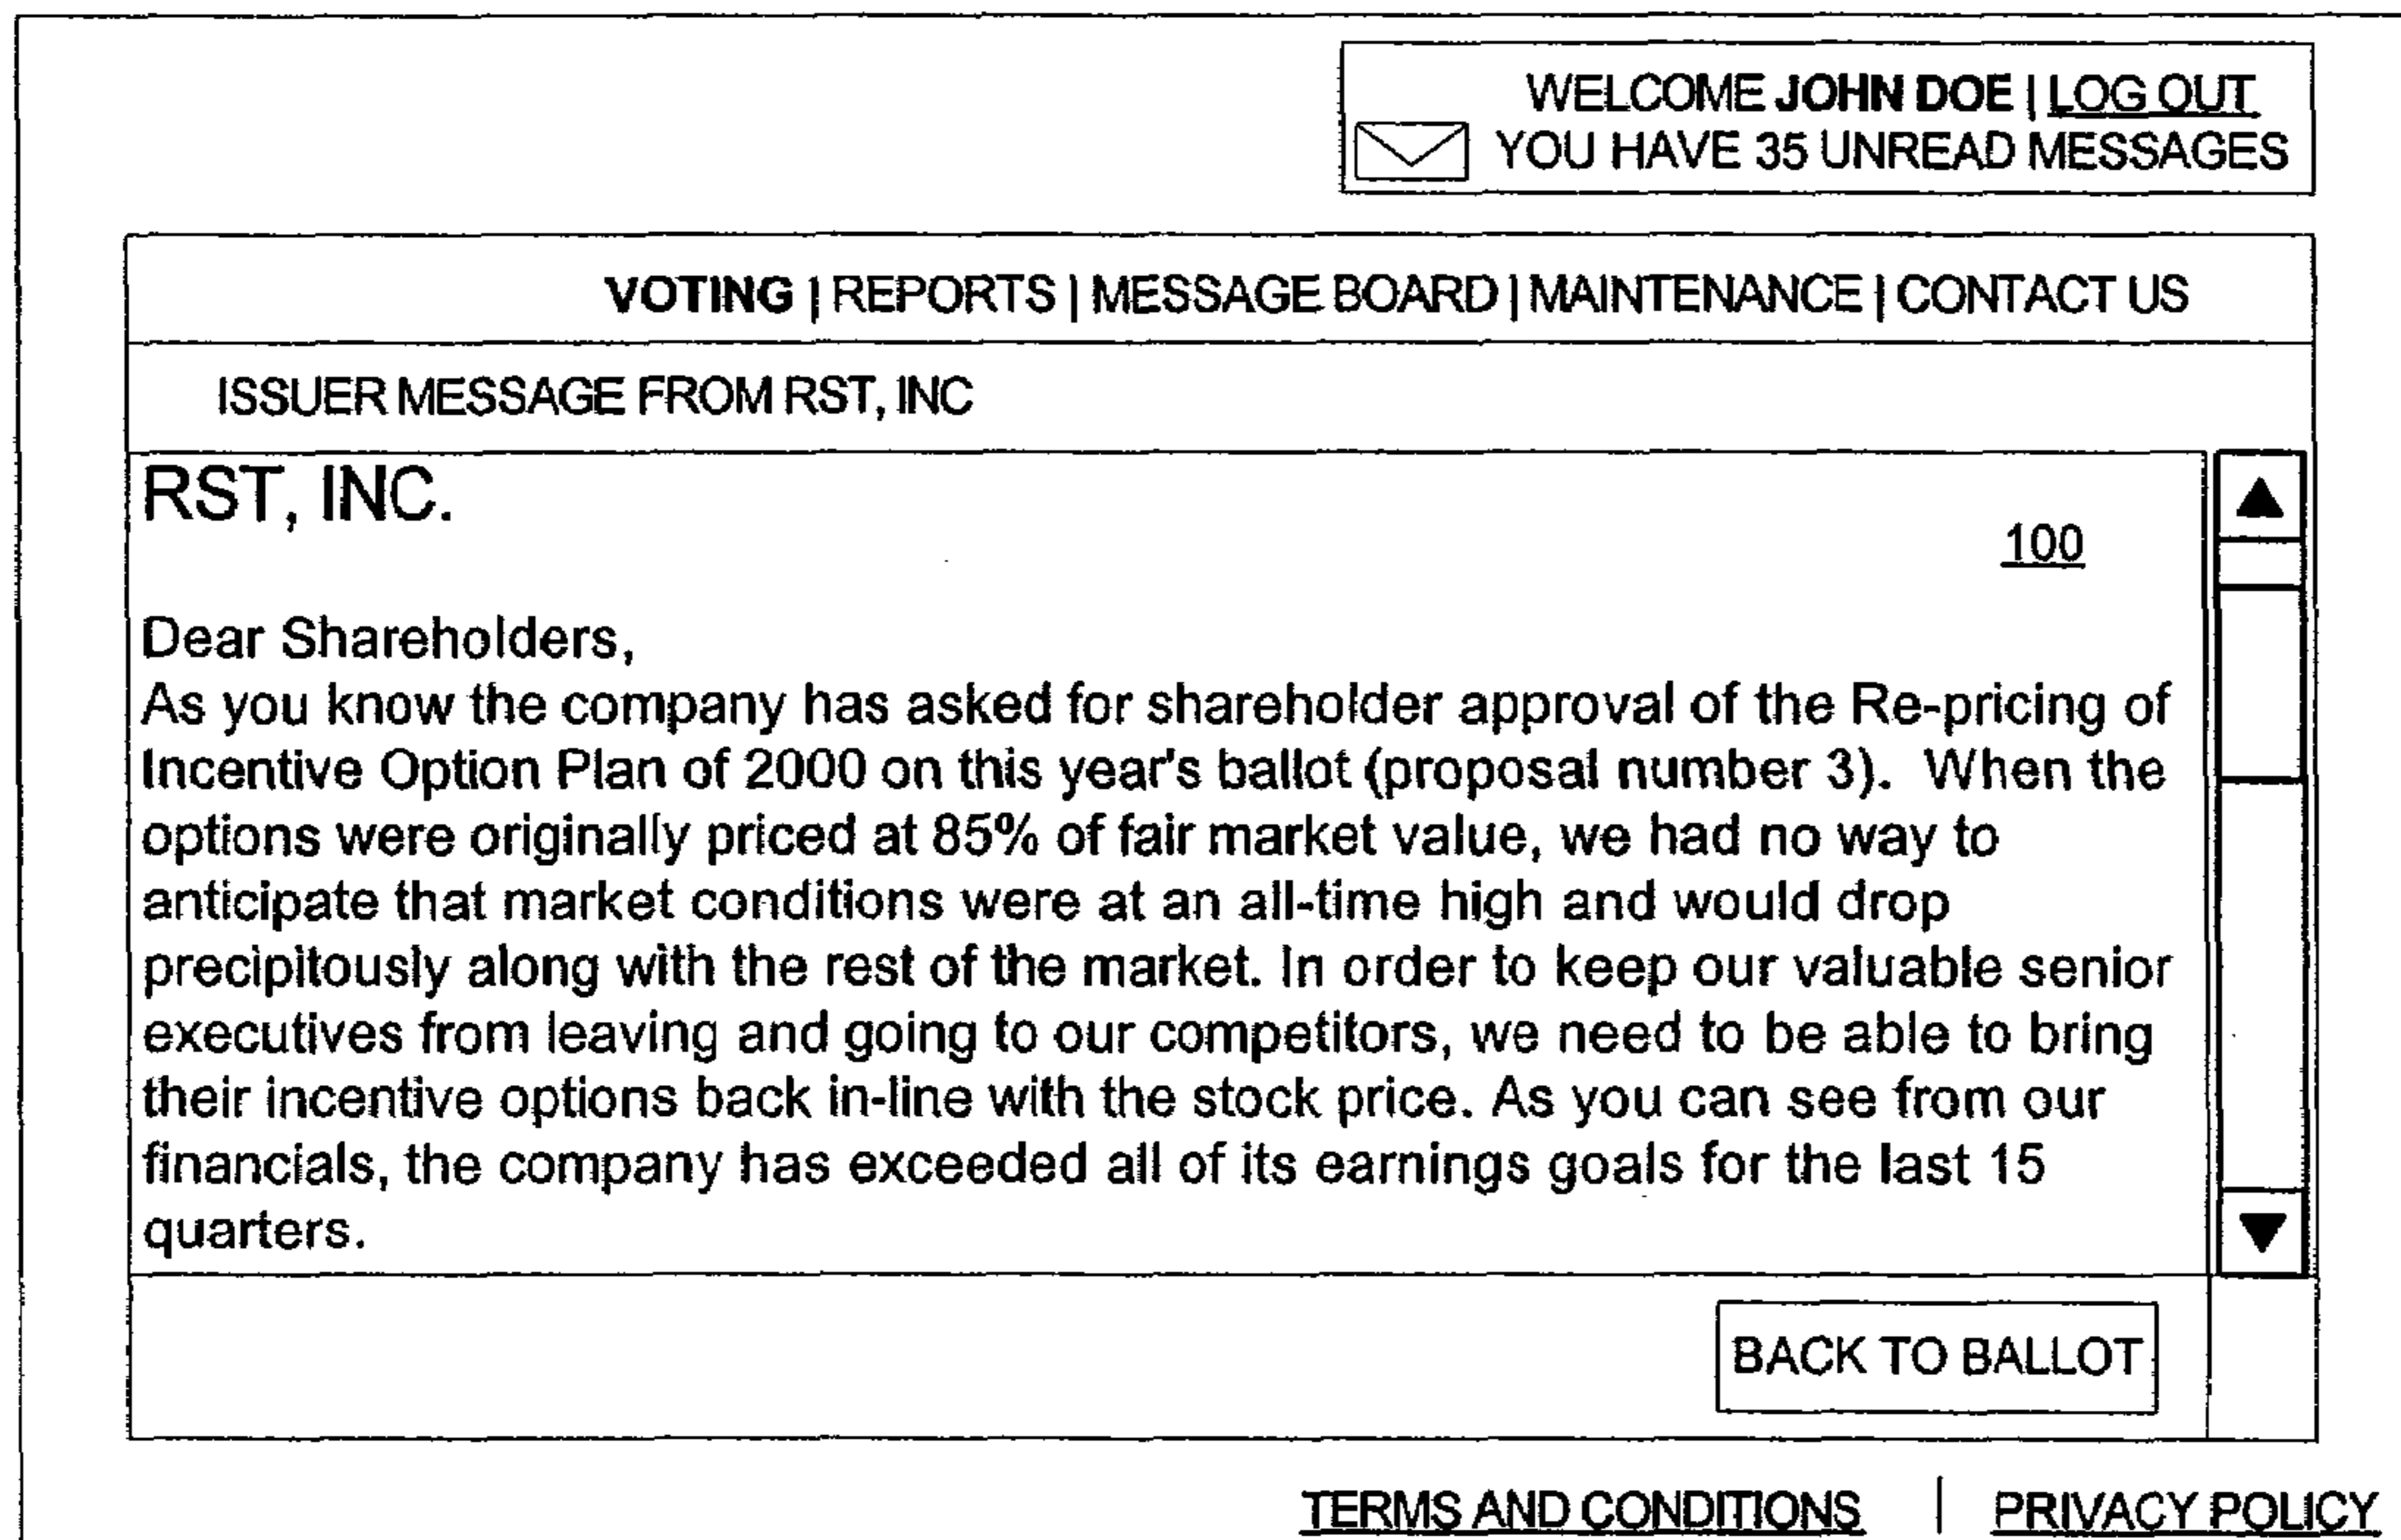 WELCOME JOHN DOE | LOG OUT
YOU HAVE 35 UNREAD MESSAGES
VOTING | REPORTS | MESSAGE BOARD | MAINTENANCE | CONTACT US
ISSUER MESSAGE FROM RST, INC
RST, INC.
100
Dear Shareholders,
As you know the company has asked for shareholder approval of the Re-pricing of
Incentive Option Plan of 2000 on this year's ballot (proposal number 3). When the
options were originally priced at 85% of fair market value, we had no way to
anticipate that market conditions were at an all-time high and would drop
precipitously along with the rest of the market. In order to keep our valuable senior
executives from leaving and going to our competitors, we need to be able to bring
their incentive options back in-line with the stock price. As you can see from our
financials, the company has exceeded all of its earnings goals for the last 15
quarters.
BACK TO BALLOT
TERMS AND CONDITIONS | PRIVACY POLICY